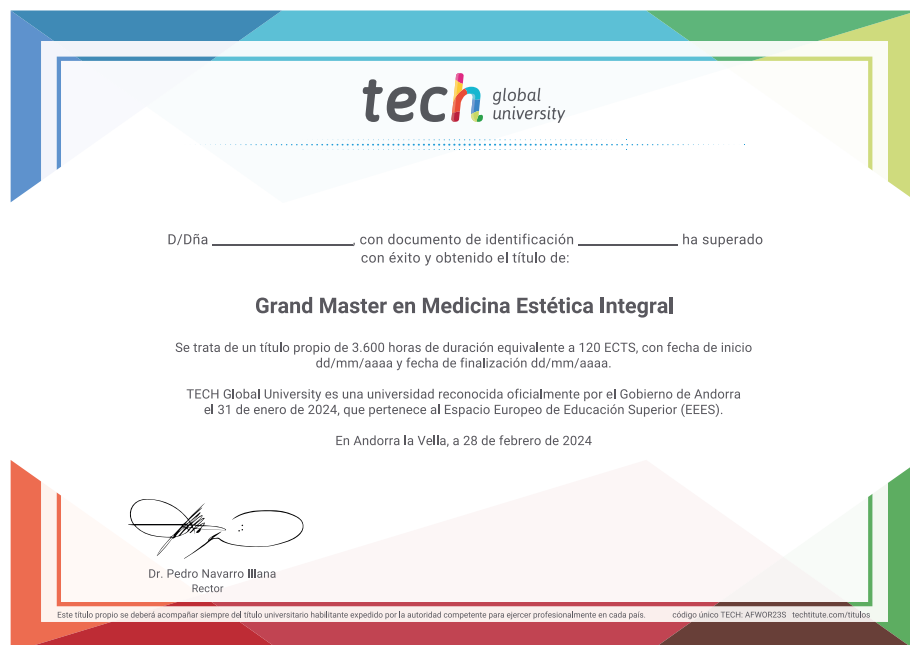 tech global university
D/Dña ____________________, con documento de identificación ______________ ha superado
con éxito y obtenido el título de:
Grand Master en Medicina Estética Integral
Se trata de un título propio de 3.600 horas de duración equivalente a 120 ECTS, con fecha de inicio
dd/mm/aaaa y fecha de finalización dd/mm/aaaa.
TECH Global University es una universidad reconocida oficialmente por el Gobierno de Andorra
el 31 de enero de 2024, que pertenece al Espacio Europeo de Educación Superior (EEES).
En Andorra la Vella, a 28 de febrero de 2024
Dr. Pedro Navarro Illana
Rector
Este título propio se deberá acompañar siempre del título universitario habilitante expedido por la autoridad competente para ejercer profesionalmente en cada país. código único TECH: AFWOR23S techtitute.com/titulos